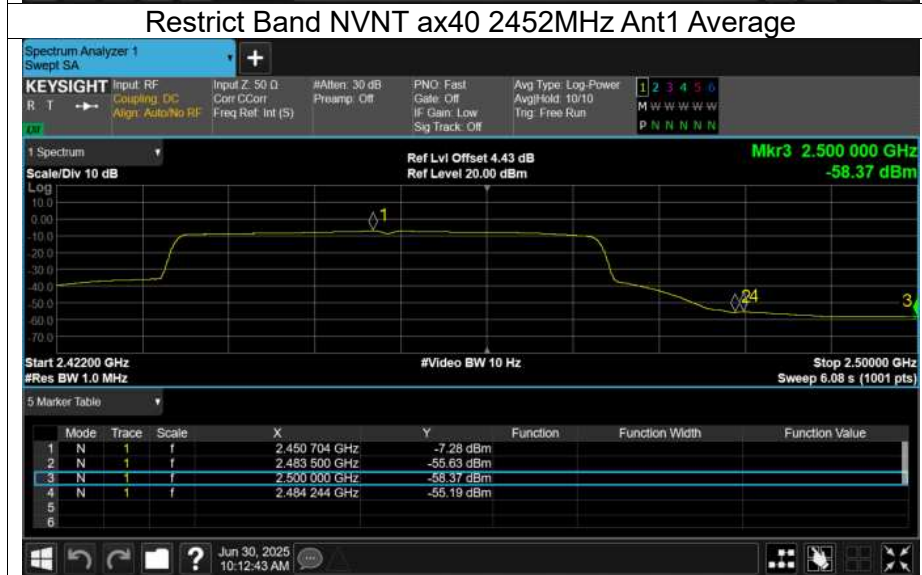 Restrict Band NVNT ax40 2452MHz Ant1 Average
Spectrum Analyzer 1
Swept SA
+
KEYSIGHT
R T
Input: RF
Coupling: DC
Align: Auto/No RF
Input Z: 50 Ω
Corr CCorr
Freq Ref: Int (S)
#Atten: 30 dB
Preamp: Off
PNO: Fast
Gate: Off
IF Gain: Low
Sig Track: Off
Avg Type: Log-Power
Avg|Hold: 10/10
Trig: Free Run
1 2 3 4 5 6
M W W W W W
P N N N N N
1 Spectrum
Scale/Div 10 dB
Ref Lvl Offset 4.43 dB
Ref Level 20.00 dBm
Mkr3 2.500 000 GHz
-58.37 dBm
Log
10.0
0.00
-10.0
-20.0
-30.0
-40.0
-50.0
-60.0
-70.0
1
2 4
3
Start 2.42200 GHz
#Res BW 1.0 MHz
#Video BW 10 Hz
Stop 2.50000 GHz
Sweep 6.08 s (1001 pts)
5 Marker Table
Mode Trace Scale X Y Function Function Width Function Value
1 N 1 f 2.450 704 GHz -7.28 dBm
2 N 1 f 2.483 500 GHz -55.63 dBm
3 N 1 f 2.500 000 GHz -58.37 dBm
4 N 1 f 2.484 244 GHz -55.19 dBm
5
6
?
Jun 30, 2025
10:12:43 AM